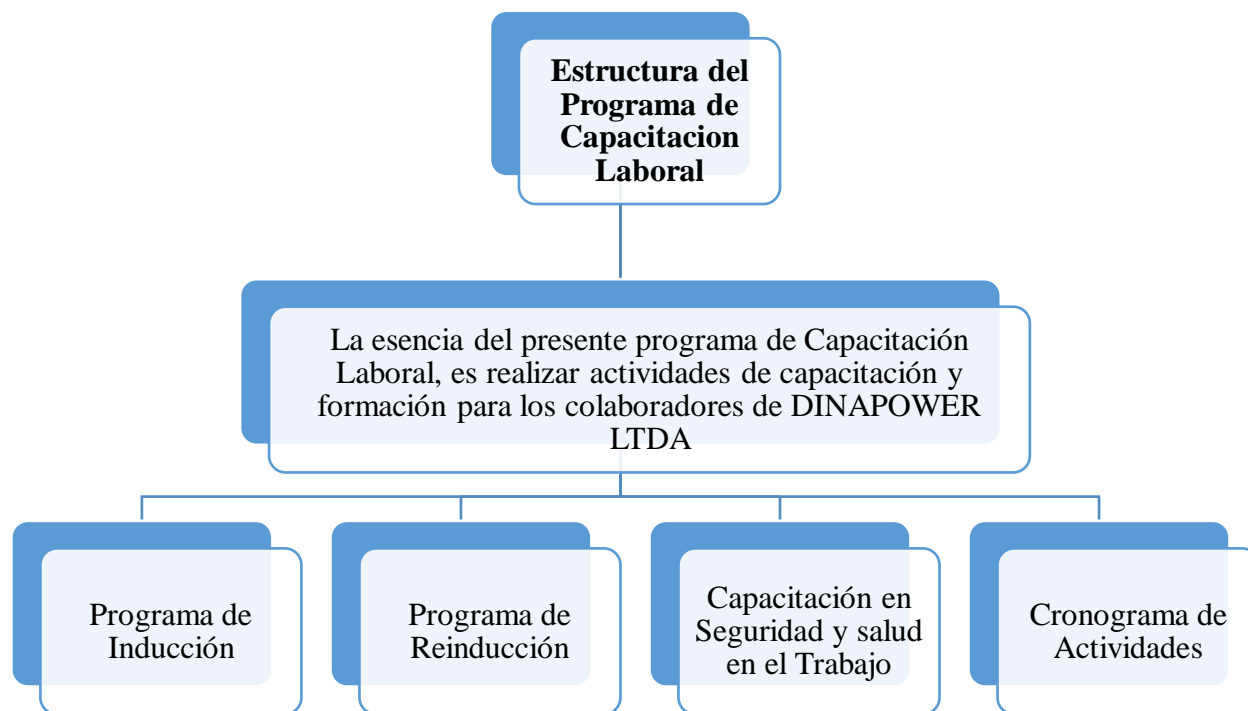 Estructura del
Programa de
Capacitacion
Laboral
La esencia del presente programa de Capacitación
Laboral, es realizar actividades de capacitación y
formación para los colaboradores de DINAPOWER
LTDA
Programa de
Inducción
Programa de
Reinducción
Capacitación en
Seguridad y salud
en el Trabajo
Cronograma de
Actividades